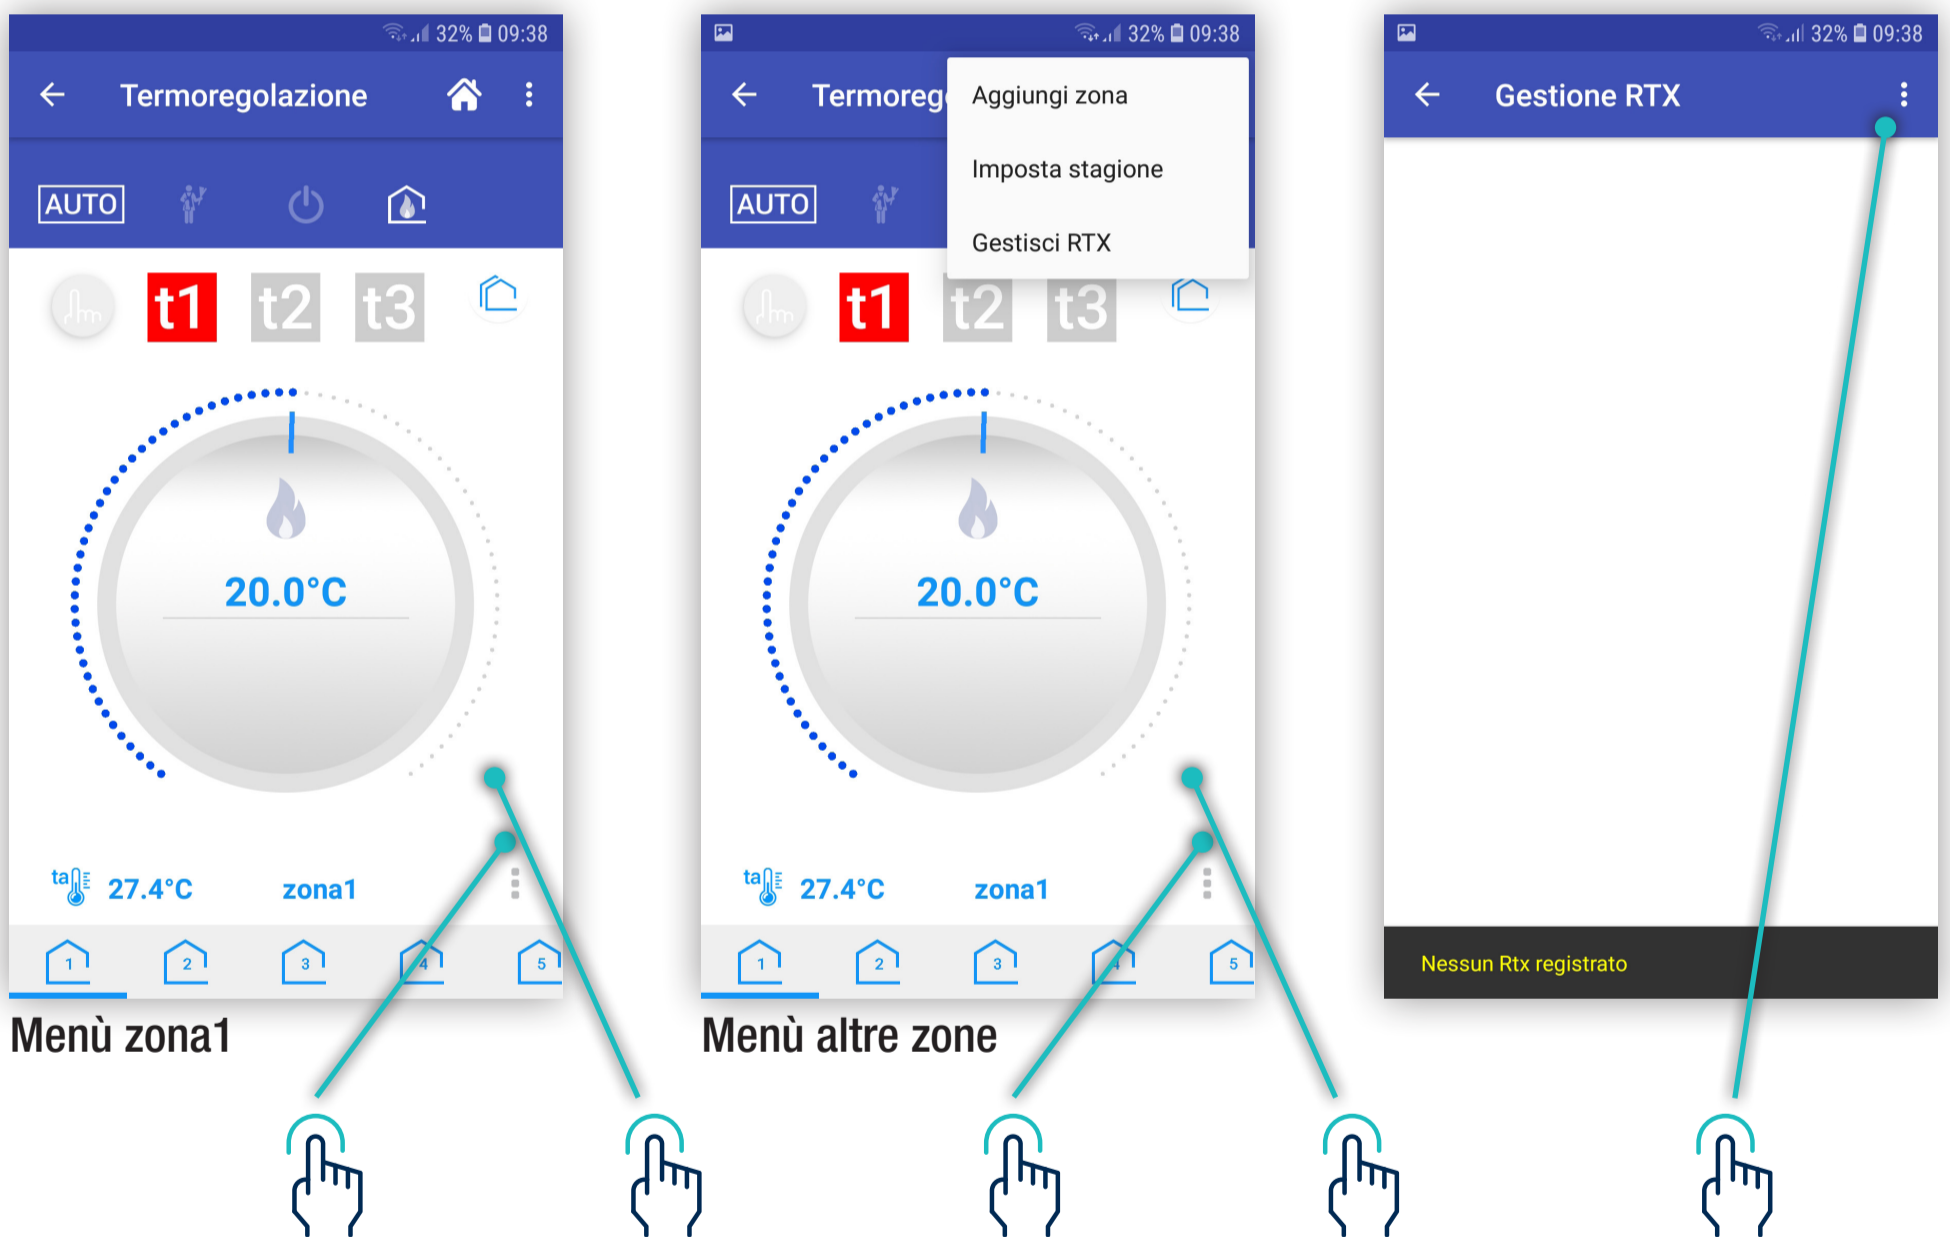 32% 09:38
Termoregolazione
AUTO
t1 t2 t3
20.0°C
ta 27.4°C zona1
1 2 3 4 5
Menù zona1
32% 09:38
Termoreg
Aggiungi zona
Imposta stagione
Gestisci RTX
AUTO
t1 t2 t3
20.0°C
ta 27.4°C zona1
1 2 3 4 5
Menù altre zone
32% 09:38
Gestione RTX
Nessun Rtx registrato